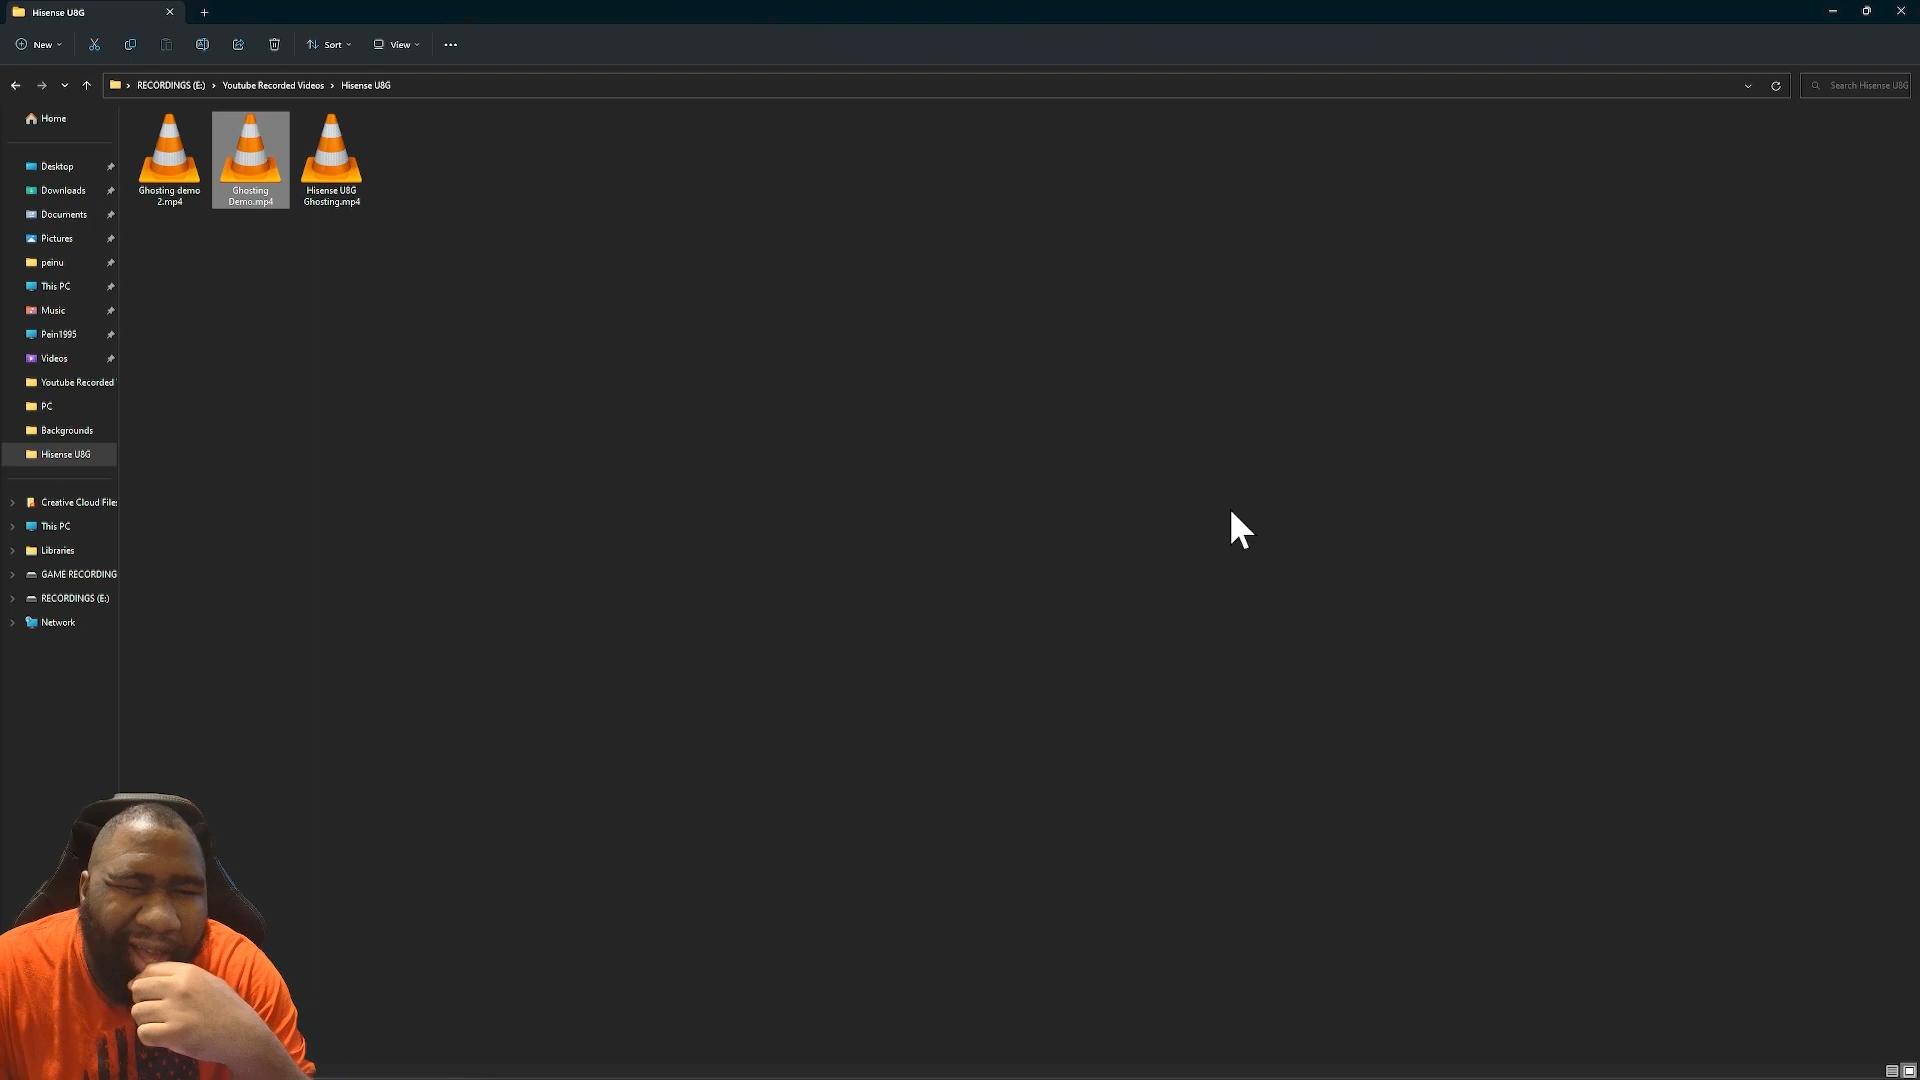 Hisense U8G
New
Sort
View
RECORDINGS (E:) > Youtube Recorded Videos > Hisense U8G
Search Hisense U8G
Home
Desktop
Downloads
Documents
Pictures
peinu
This PC
Music
Pein1995
Videos
Youtube Recorded
PC
Backgrounds
Hisense U8G
Creative Cloud Files
This PC
Libraries
GAME RECORDING
RECORDINGS (E:)
Network
Ghosting demo
2.mp4
Ghosting
Demo.mp4
Hisense U8G
Ghosting.mp4